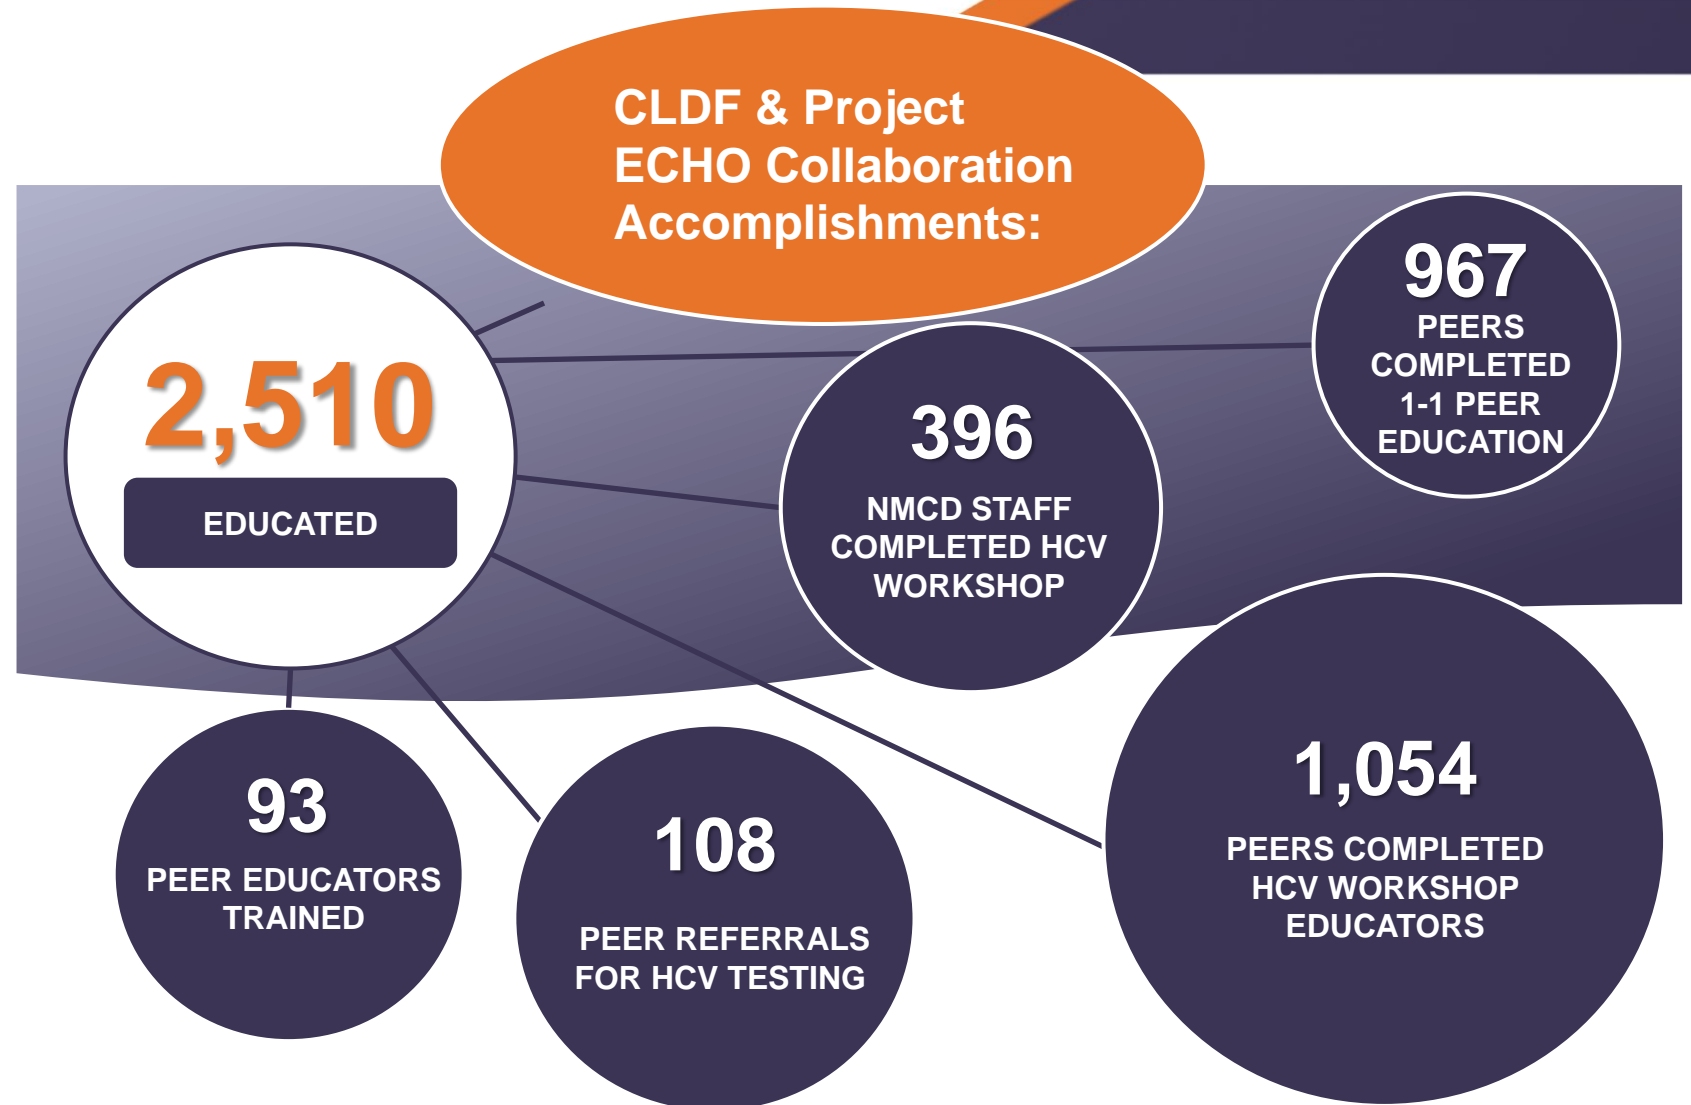 CLDF & Project
ECHO Collaboration
Accomplishments:
2,510
EDUCATED
967
PEERS
COMPLETED
1-1 PEER
EDUCATION
396
NMCD STAFF
COMPLETED HCV
WORKSHOP
93
PEER EDUCATORS
TRAINED
108
PEER REFERRALS
FOR HCV TESTING
1,054
PEERS COMPLETED
HCV WORKSHOP
EDUCATORS